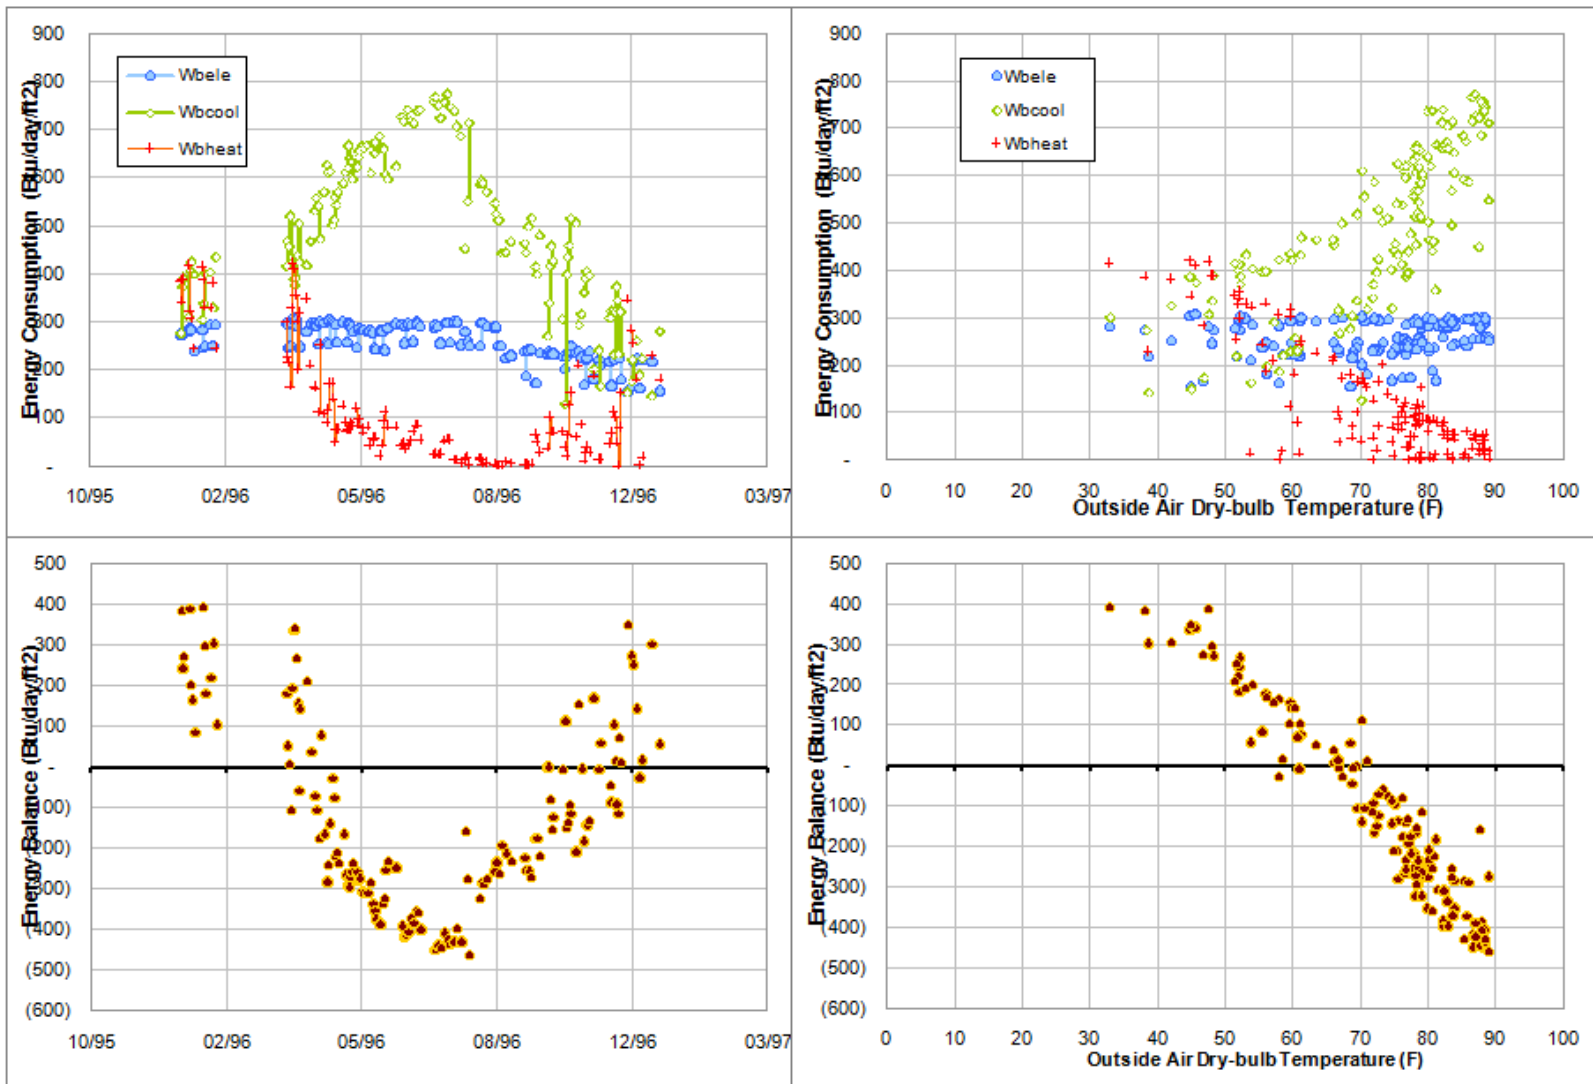 Energy Consumption (Btu/day/ft2)
900
800
700
600
500
400
300
200
100
-
Wbele
Wbcool
Wbheat
10/95 02/96 05/96 08/96 12/96 03/97
Energy Consumption (Btu/day/ft2)
900
800
700
600
500
400
300
200
100
-
Wbele
Wbcool
Wbheat
0 10 20 30 40 50 60 70 80 90 100
Outside Air Dry-bulb Temperature (F)
Energy Balance (Btu/day/ft2)
500
400
300
200
100
-
(100)
(200)
(300)
(400)
(500)
(600)
10/95 02/96 05/96 08/96 12/96 03/97
Energy Balance (Btu/day/ft2)
500
400
300
200
100
-
(100)
(200)
(300)
(400)
(500)
(600)
0 10 20 30 40 50 60 70 80 90 100
Outside Air Dry-bulb Temperature (F)